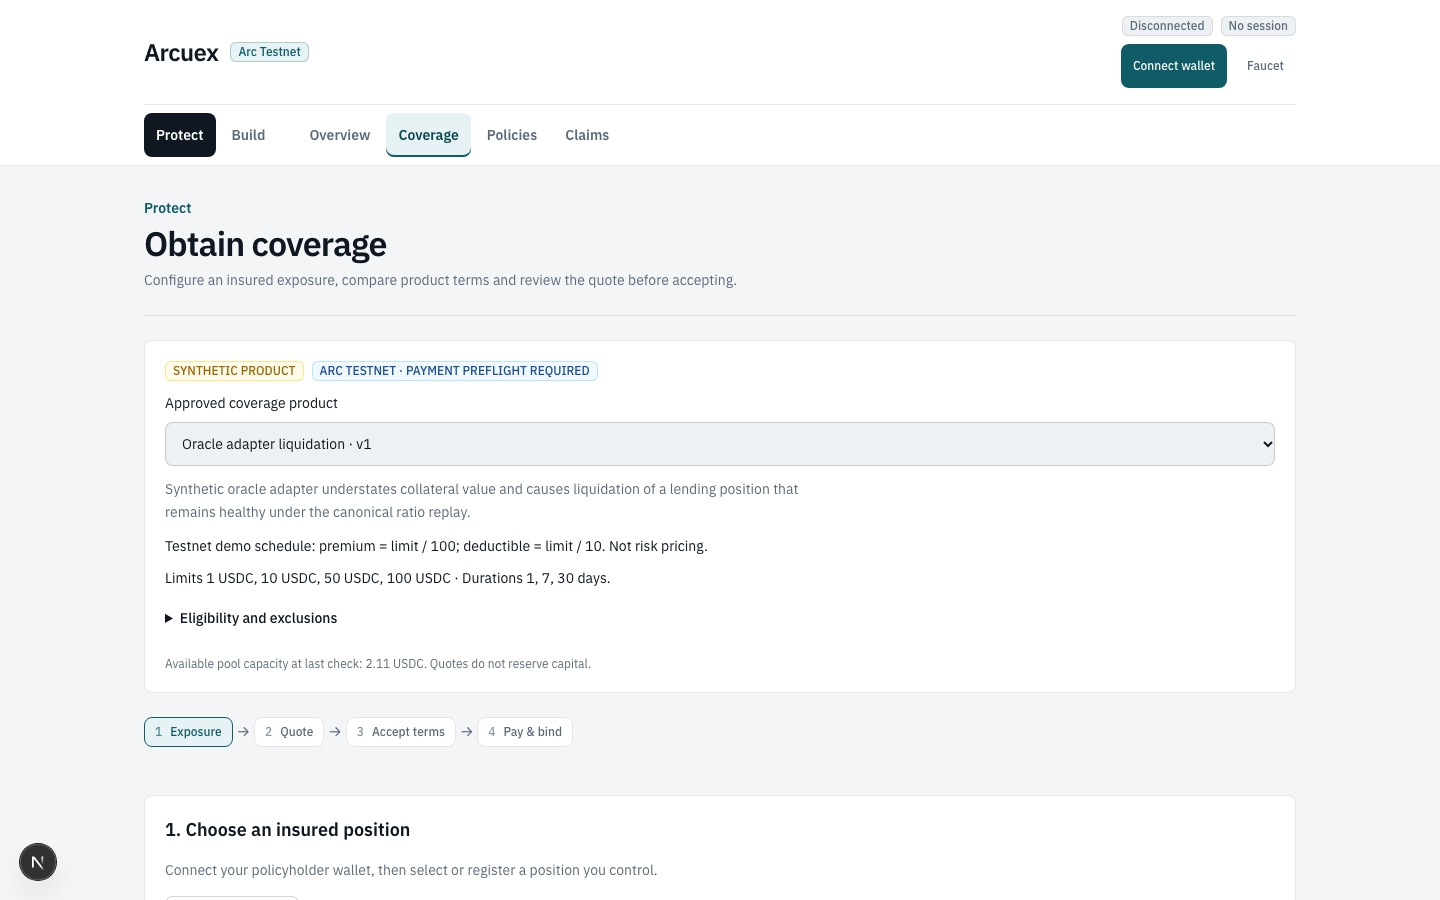 Arcuex
Arc Testnet
Disconnected
No session
Connect wallet
Faucet
Protect
Build
Overview
Coverage
Policies
Claims
Protect
Obtain coverage
Configure an insured exposure, compare product terms and review the quote before accepting.
SYNTHETIC PRODUCT
ARC TESTNET · PAYMENT PREFLIGHT REQUIRED
Approved coverage product
Oracle adapter liquidation · v1
Synthetic oracle adapter understates collateral value and causes liquidation of a lending position that
remains healthy under the canonical ratio replay.
Testnet demo schedule: premium = limit / 100; deductible = limit / 10. Not risk pricing.
Limits 1 USDC, 10 USDC, 50 USDC, 100 USDC · Durations 1, 7, 30 days.
Eligibility and exclusions
Available pool capacity at last check: 2.11 USDC. Quotes do not reserve capital.
1 Exposure → 2 Quote → 3 Accept terms → 4 Pay & bind
1. Choose an insured position
Connect your policyholder wallet, then select or register a position you control.
N